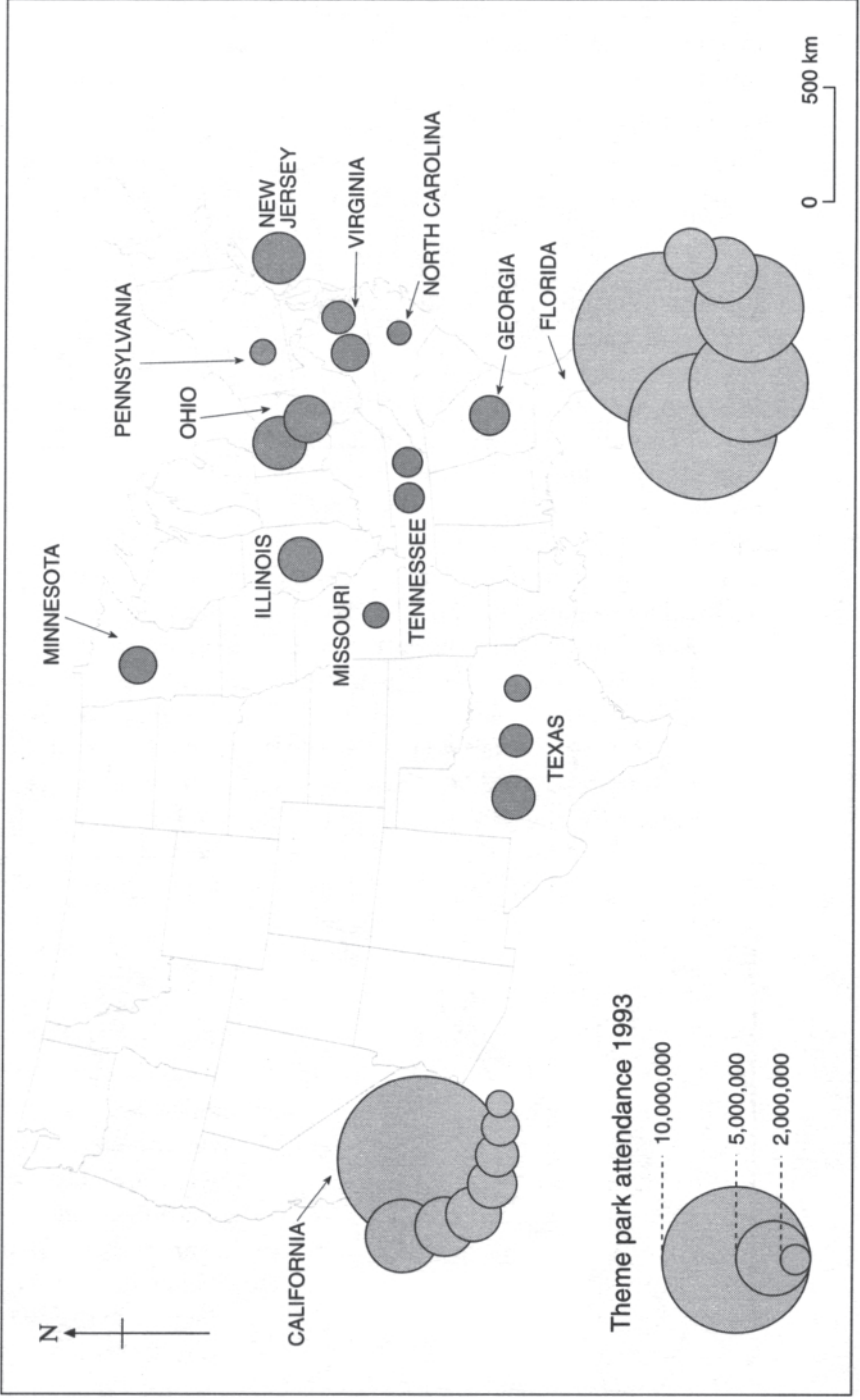 N
MINNESOTA
PENNSYLVANIA
OHIO
NEW
JERSEY
ILLINOIS
VIRGINIA
MISSOURI
TENNESSEE
NORTH CAROLINA
CALIFORNIA
GEORGIA
TEXAS
FLORIDA
Theme park attendance 1993
10,000,000
5,000,000
2,000,000
0 500 km